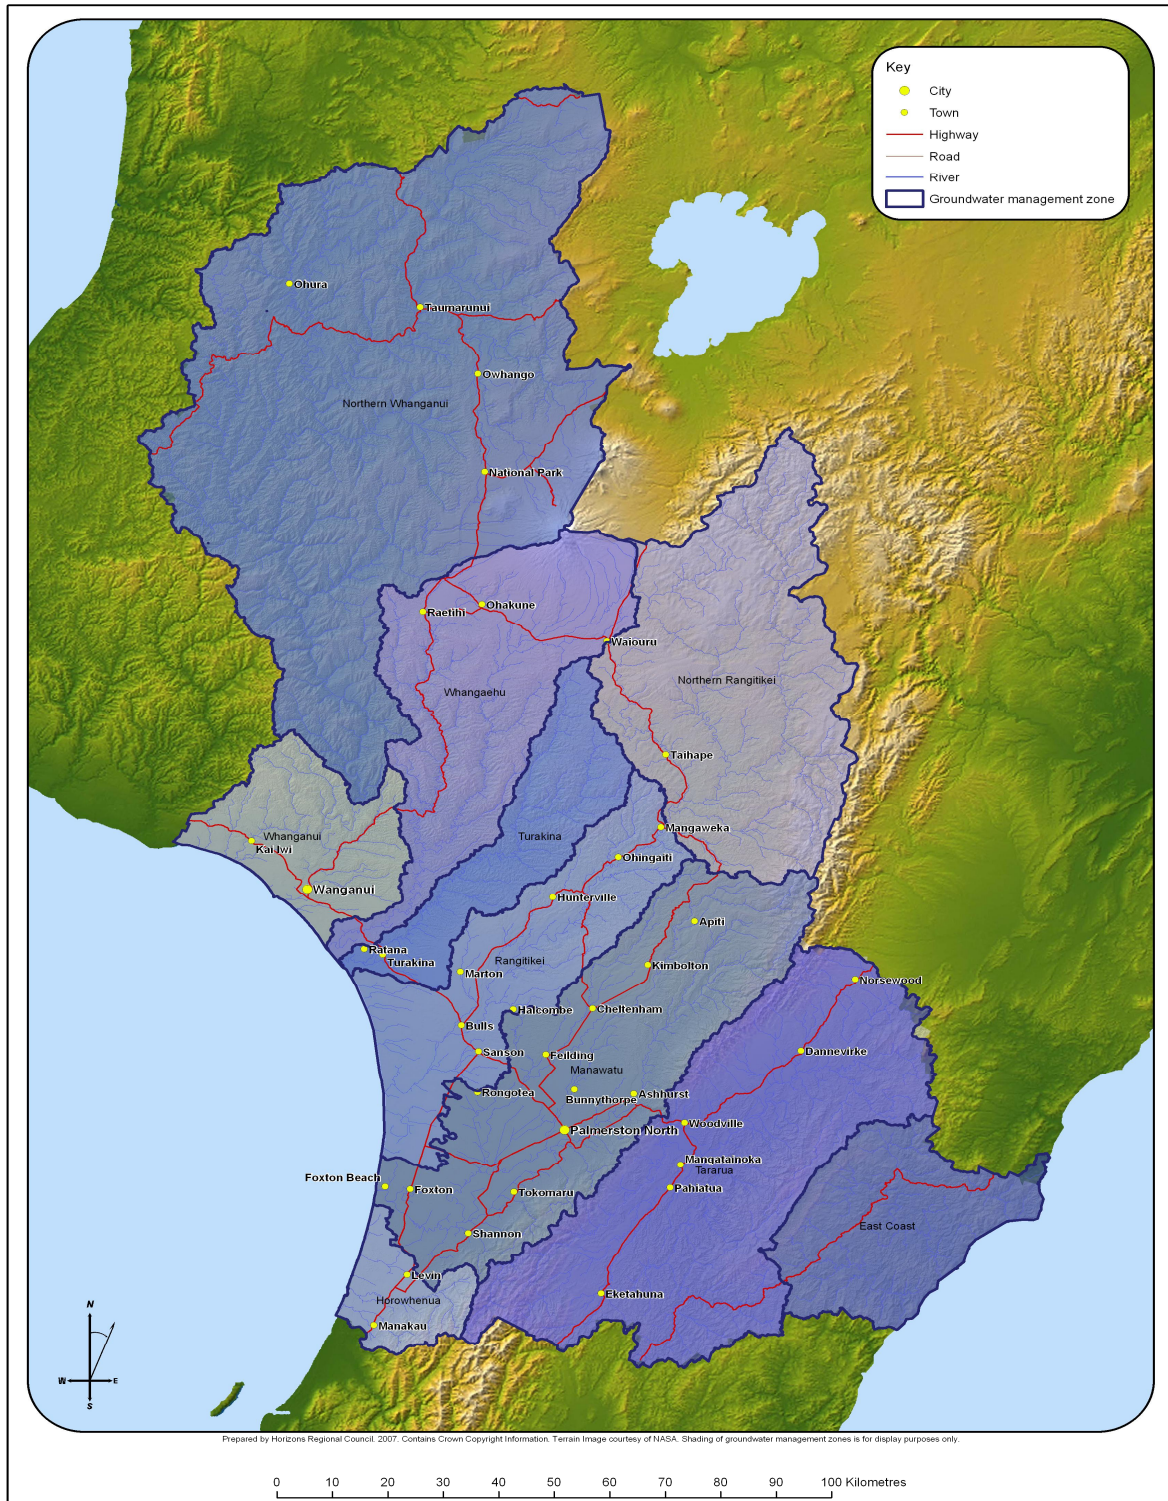 Key
City
Town
Highway
Road
River
Groundwater management zone
Ohura
Taumarunui
Owhango
Northern Whanganui
National Park
Ohakune
Raetihi
Waiouru
Northern Rangitikei
Whangaehu
Taihape
Mangaweka
Whanganui
Turakina
Kai Iwi
Ohingaiti
Wanganui
Hunterville
Apiti
Ratana
Turakina
Rangitikei
Kimbolton
Marton
Norsewood
Halcombe
Cheltenham
Bulls
Sanson
Feilding
Dannevirke
Manawatu
Rongotea
Bunnythorpe
Ashhurst
Palmerston North
Woodville
Mangatainoka
Tararua
Foxton Beach
Foxton
Tokomaru
Pahiatua
East Coast
Shannon
Levin
Eketahuna
Horowhenua
Manakau
N
W
E
S
Prepared by Horizons Regional Council. 2007. Contains Crown Copyright Information. Terrain Image courtesy of NASA. Shading of groundwater management zones is for display purposes only.
0 10 20 30 40 50 60 70 80 90 100 Kilometres